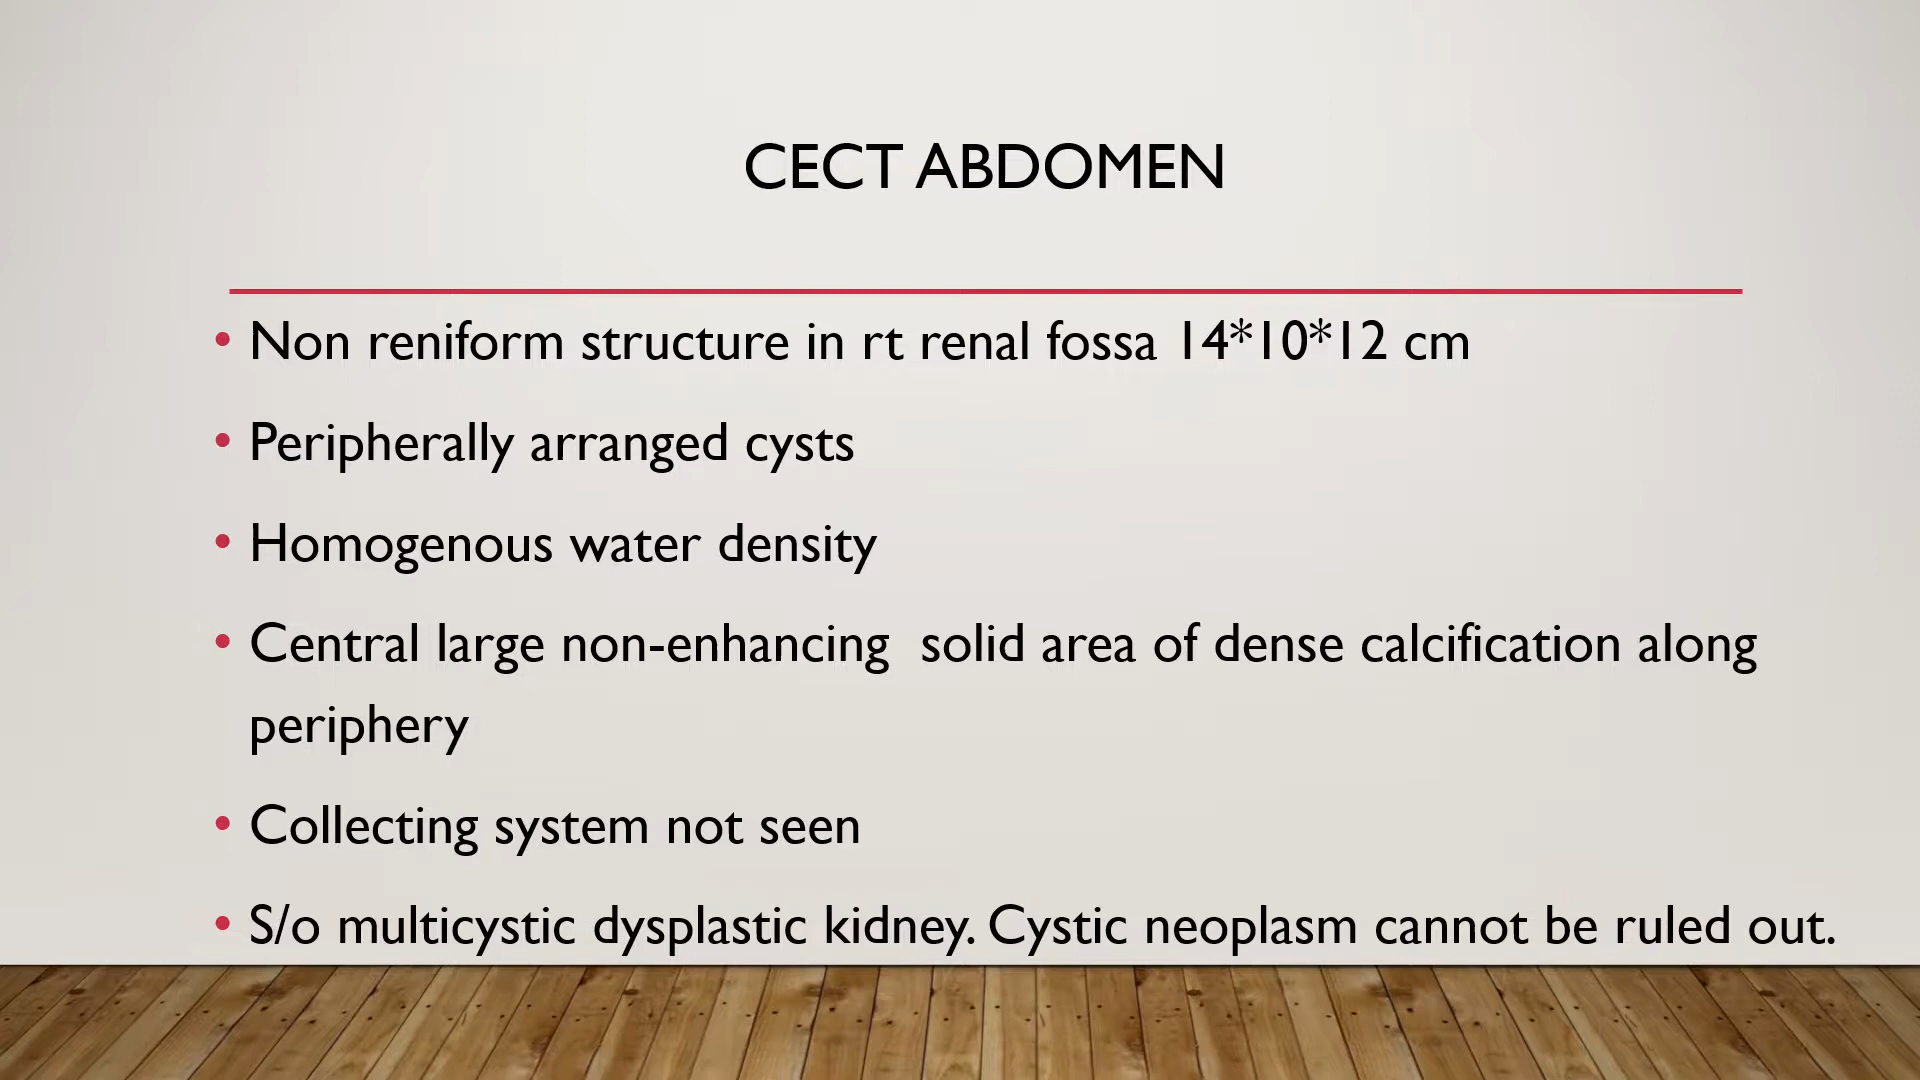 CECT ABDOMEN
• Non reniform structure in rt renal fossa 14*10*12 cm
• Peripherally arranged cysts
• Homogenous water density
• Central large non-enhancing  solid area of dense calcification along
periphery
• Collecting system not seen
• S/o multicystic dysplastic kidney. Cystic neoplasm cannot be ruled out.